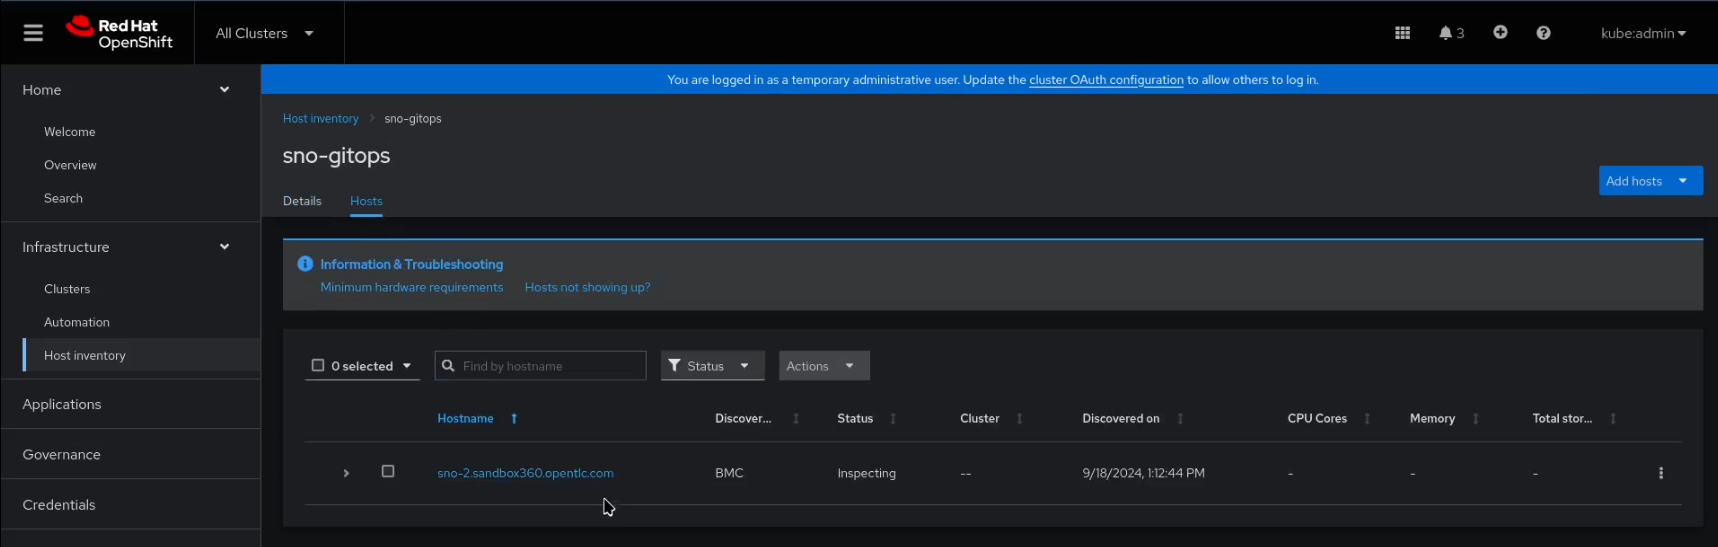 Red Hat
OpenShift
All Clusters
3
kube:admin
You are logged in as a temporary administrative user. Update the cluster OAuth configuration to allow others to log in.
Home
Welcome
Overview
Search
Infrastructure
Clusters
Automation
Host inventory
Applications
Governance
Credentials
Host inventory > sno-gitops
sno-gitops
Add hosts
Details Hosts
Information & Troubleshooting
Minimum hardware requirements Hosts not showing up?
0 selected Find by hostname Status Actions
Hostname Discover... Status Cluster Discovered on CPU Cores Memory Total stor...
sno-2.sandbox360.opentlc.com BMC Inspecting -- 9/18/2024, 1:12:44 PM - - -